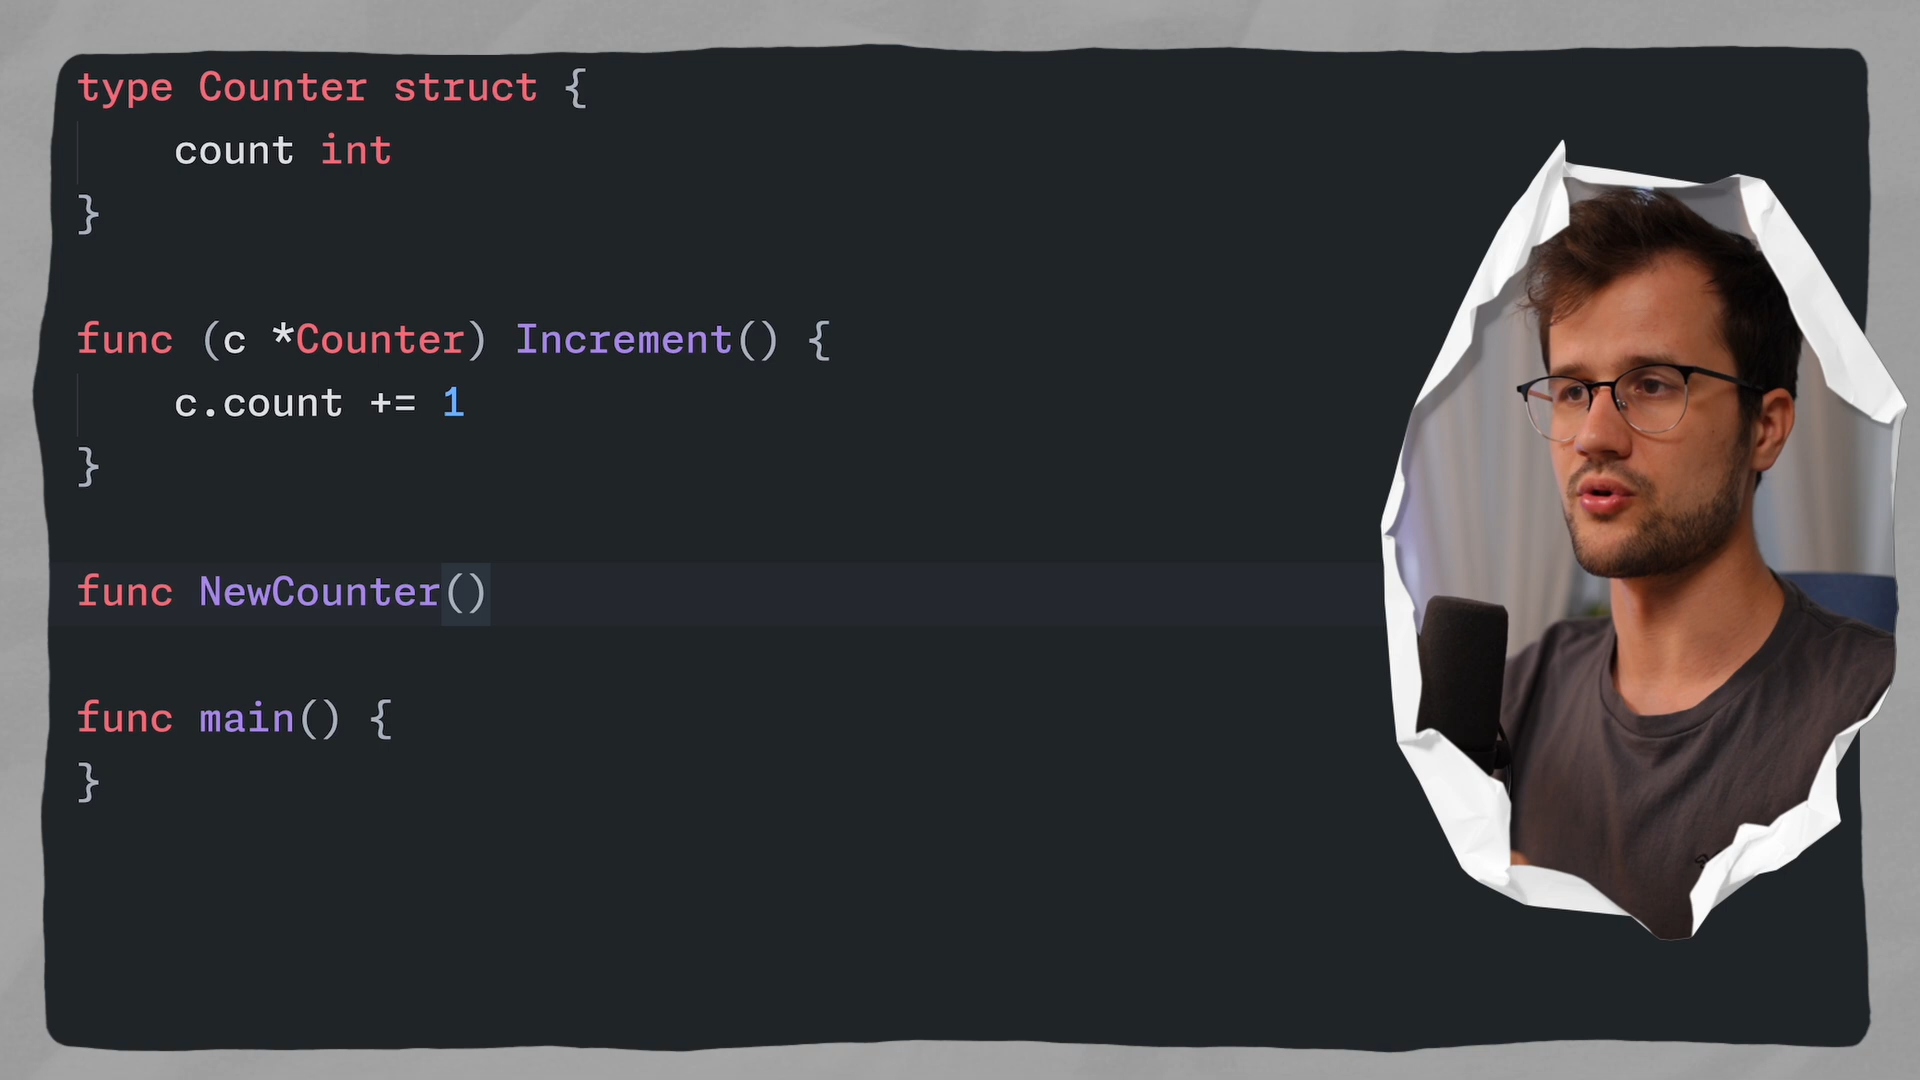 type Counter struct {
    count int
}
func (c *Counter) Increment() {
    c.count += 1
}
func NewCounter()
func main() {
}